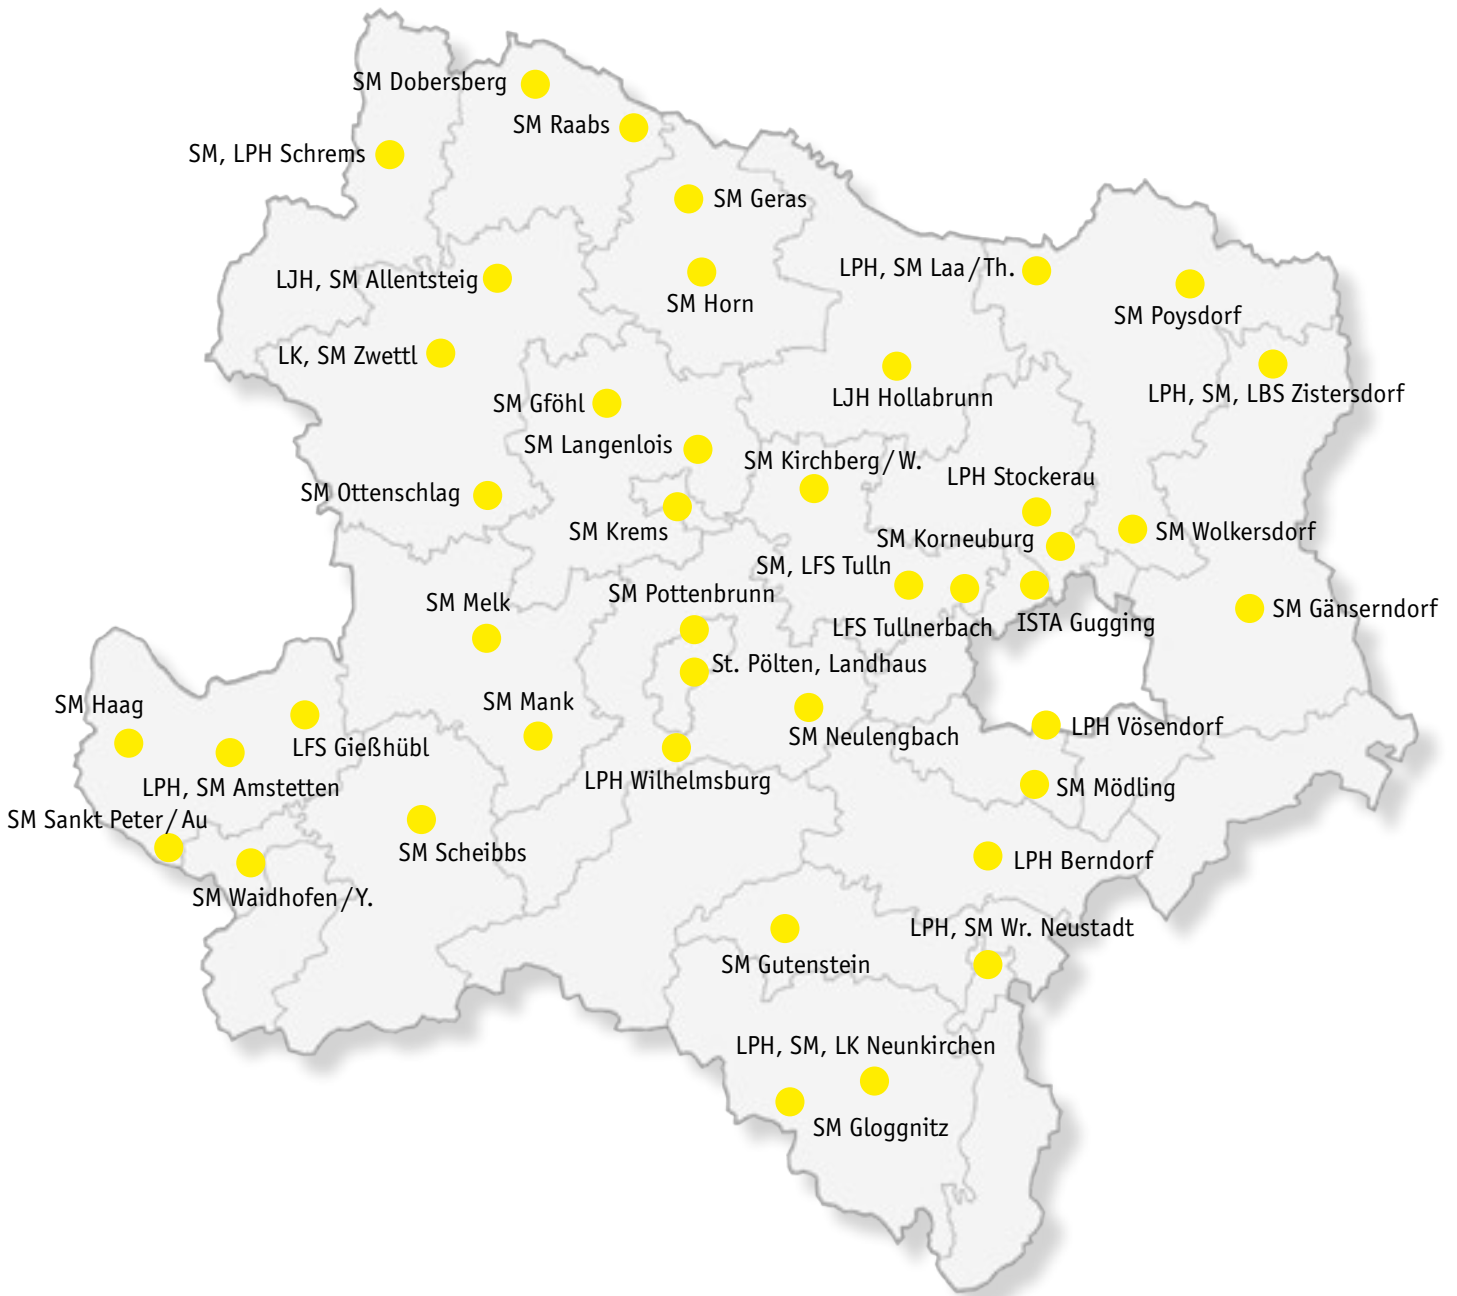 SM Dobersberg
SM Raabs
SM, LPH Schrems
SM Geras
LJH, SM Allentsteig
LPH, SM Laa/Th.
SM Horn
SM Poysdorf
LK, SM Zwettl
LJH Hollabrunn
LPH, SM, LBS Zistersdorf
SM Gföhl
SM Langenlois
SM Kirchberg/W.
LPH Stockerau
SM Ottenschlag
SM Krems
SM Korneuburg
SM Wolkersdorf
SM, LFS Tulln
SM Pottenbrunn
SM Melk
LFS Tullnerbach
ISTA Gugging
SM Gänserndorf
St. Pölten, Landhaus
SM Haag
SM Mank
LFS Gießhübl
SM Neulengbach
LPH Vösendorf
LPH, SM Amstetten
LPH Wilhelmsburg
SM Mödling
SM Sankt Peter/Au
SM Scheibbs
LPH Berndorf
SM Waidhofen/Y.
LPH, SM Wr. Neustadt
SM Gutenstein
LPH, SM, LK Neunkirchen
SM Gloggnitz